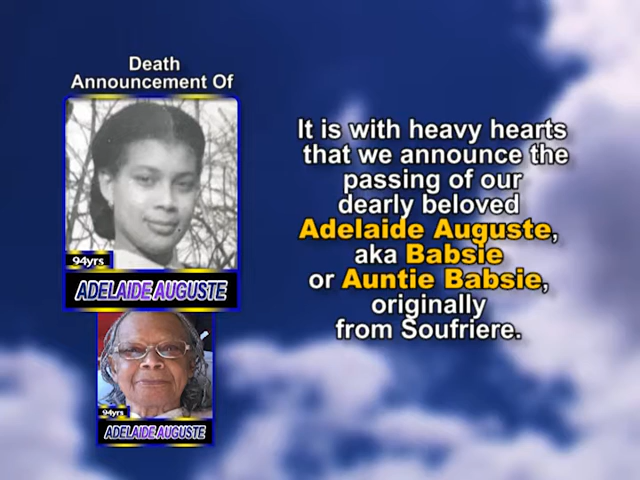 Death
Announcement Of
94yrs
ADELAIDE AUGUSTE
94yrs
ADELAIDE AUGUSTE
It is with heavy hearts
that we announce the
passing of our
dearly beloved
Adelaide Auguste,
aka Babsie
or Auntie Babsie,
originally
from Soufriere.